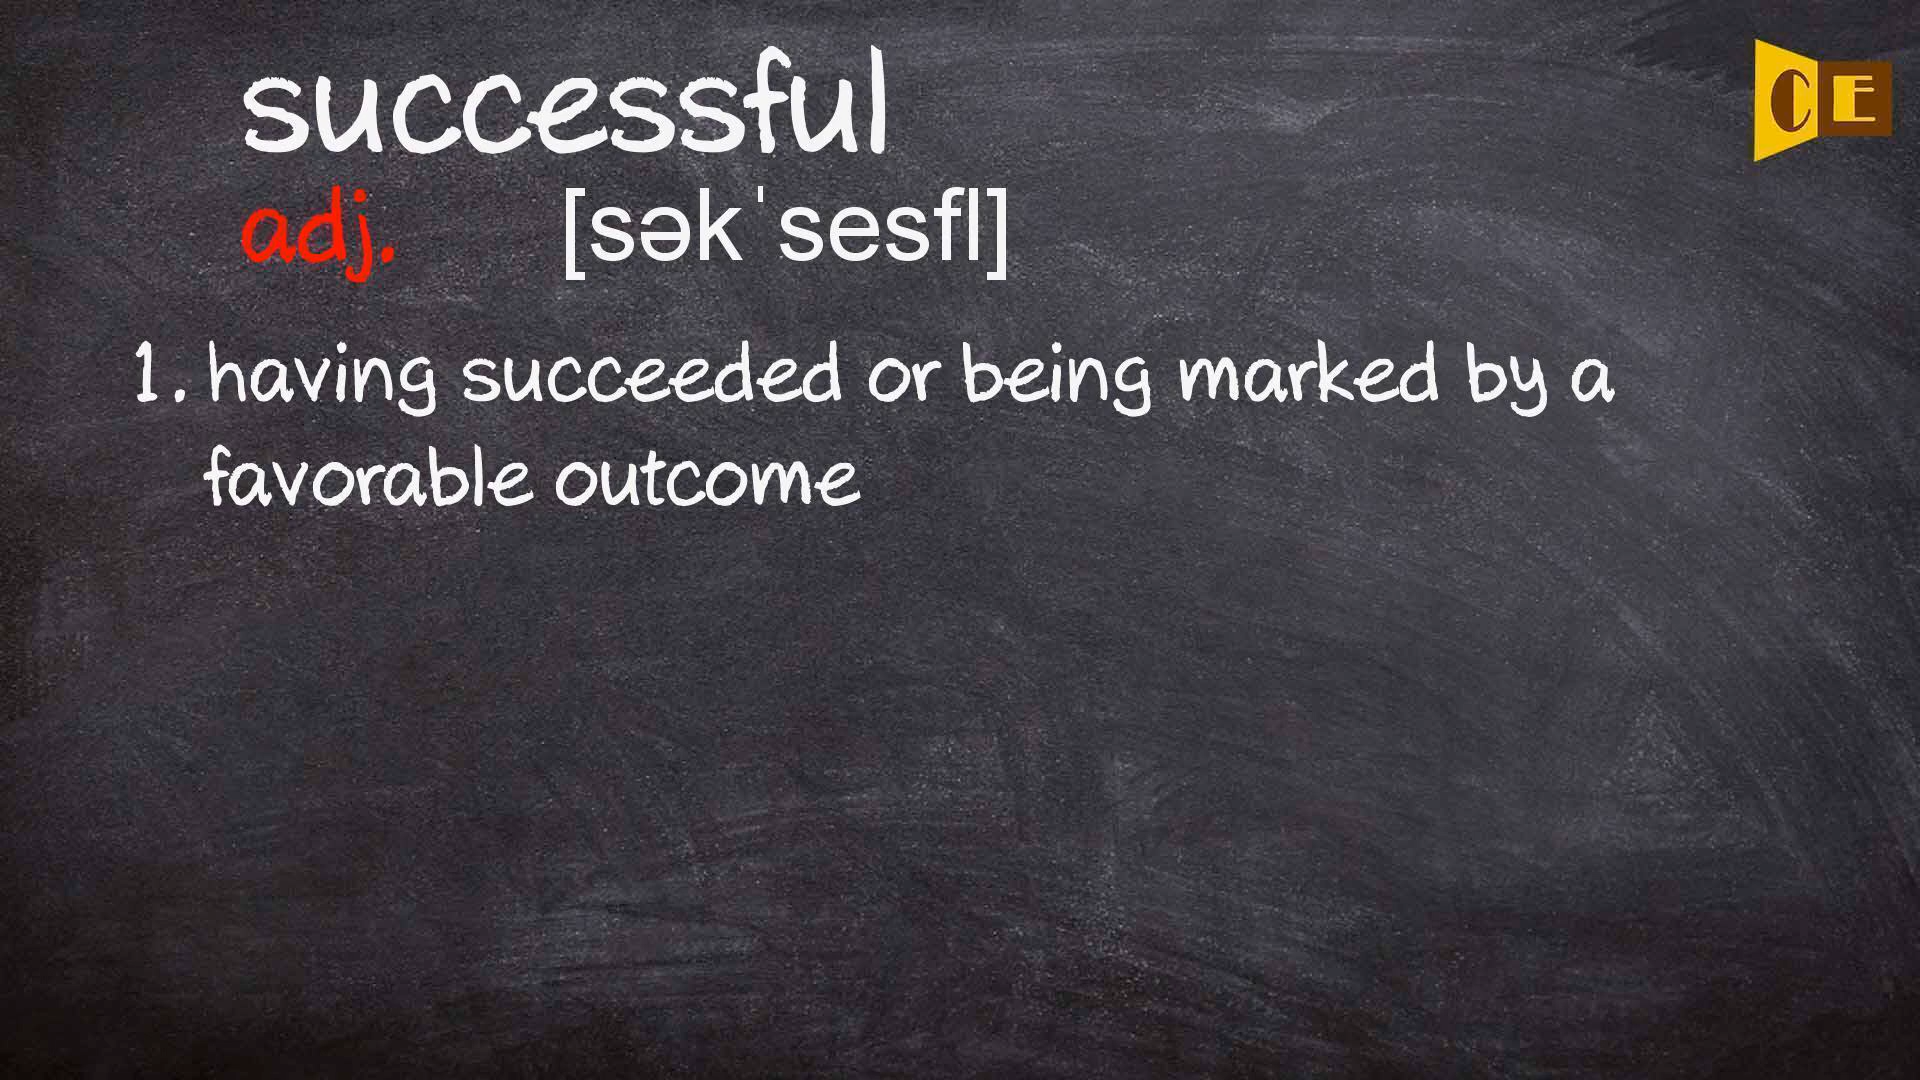 successful
CE
adj. [səkˈsesfl]
1. having succeeded or being marked by a
favorable outcome